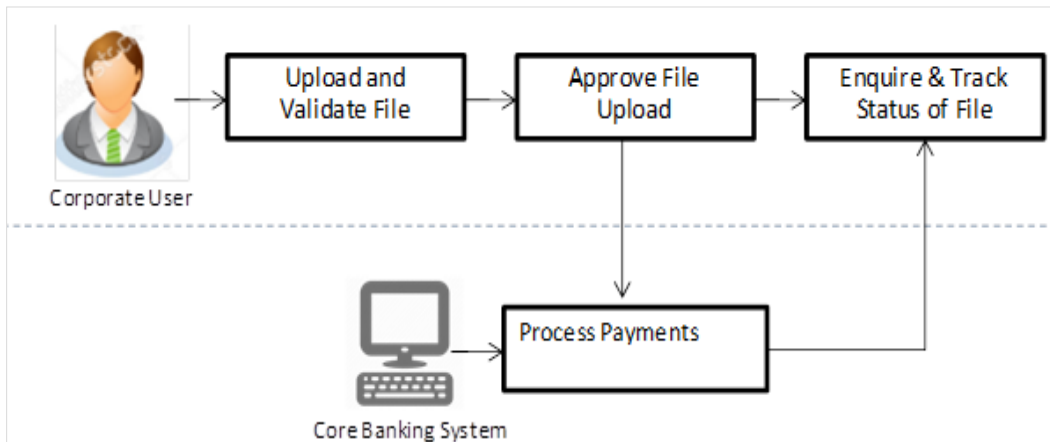 Upload and
Validate File
Approve File
Upload
Enquire & Track
Status of File
Corporate User
Process Payments
Core Banking System